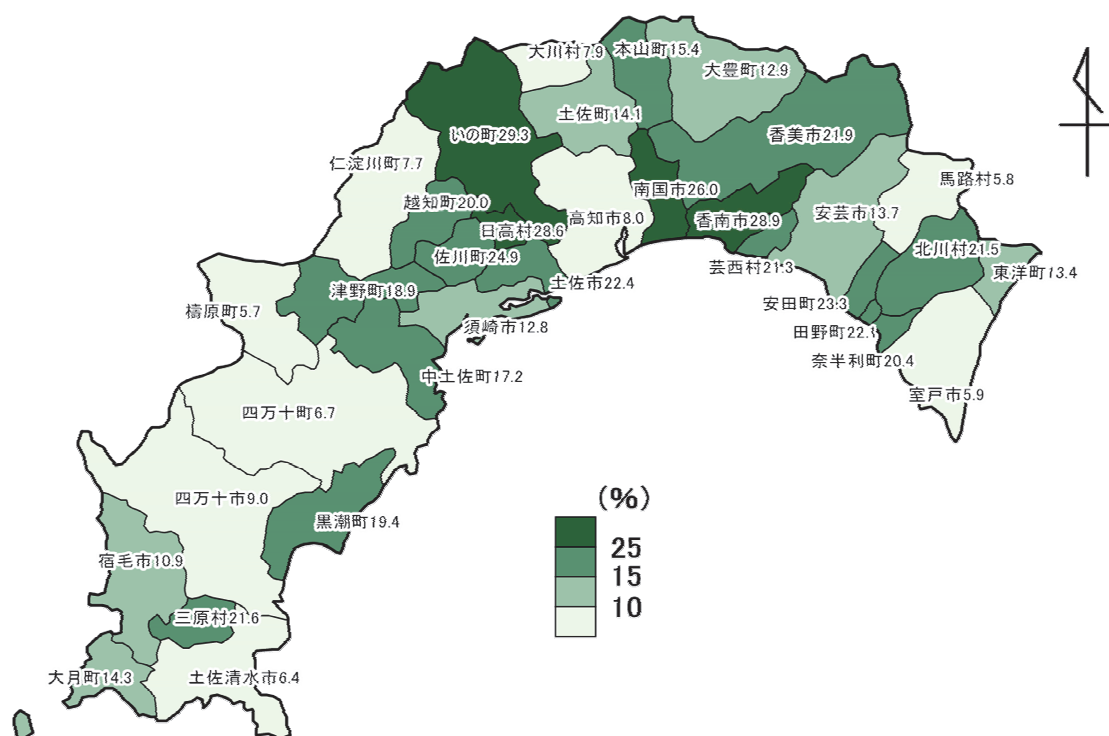 大川村7.9
本山町15.4
大豊町12.9
土佐町14.1
いの町29.3
香美市21.9
仁淀川町7.7
馬路村5.8
南国市26.0
越知町20.0
高知市8.0
香南市28.9
安芸市13.7
日高村28.6
北川村21.5
佐川町24.9
芸西村21.3
東洋町13.4
土佐市22.4
津野町18.9
安田町23.3
梼原町5.7
須崎市12.8
田野町22.1
奈半利町20.4
中土佐町17.2
室戸市5.9
四万十町6.7
四万十市9.0
(%)
黒潮町19.4
25
15
宿毛市10.9
10
三原村21.6
大月町14.3
土佐清水市6.4